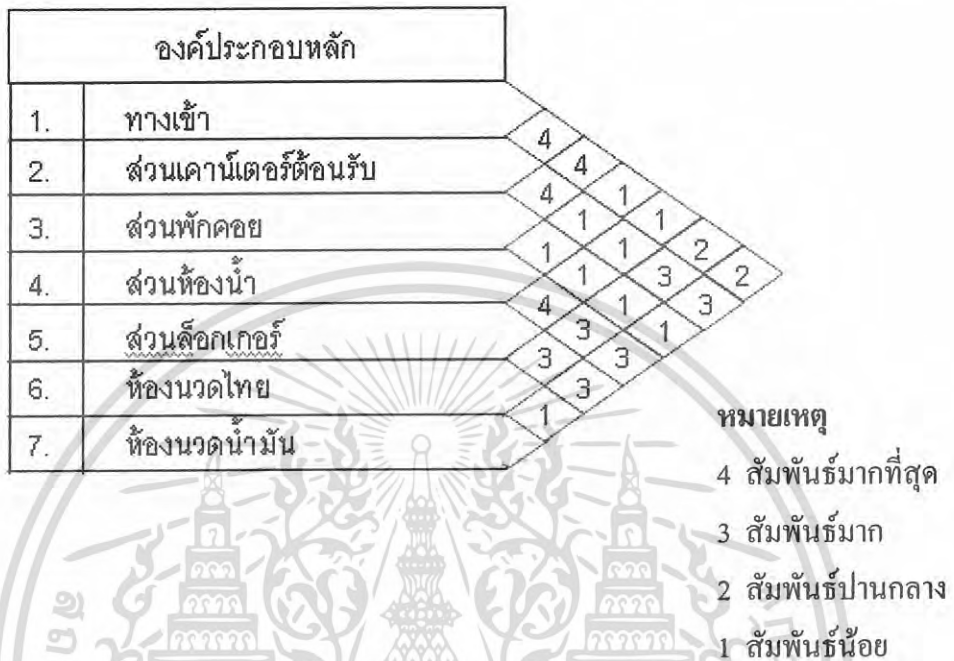 องค์ประกอบหลัก
1. ทางเข้า
2. ส่วนเคาน์เตอร์ต้อนรับ
3. ส่วนพักคอย
4. ส่วนห้องน้ำ
5. ส่วนล็อกเกอร์
6. ห้องนวดไทย
7. ห้องนวดน้ำมัน
4
4
4 1
1 1
1 1 2
1 3 2
4 1 3
3 1
3 3
3
1
หมายเหตุ
4 สัมพันธ์มากที่สุด
3 สัมพันธ์มาก
2 สัมพันธ์ปานกลาง
1 สัมพันธ์น้อย